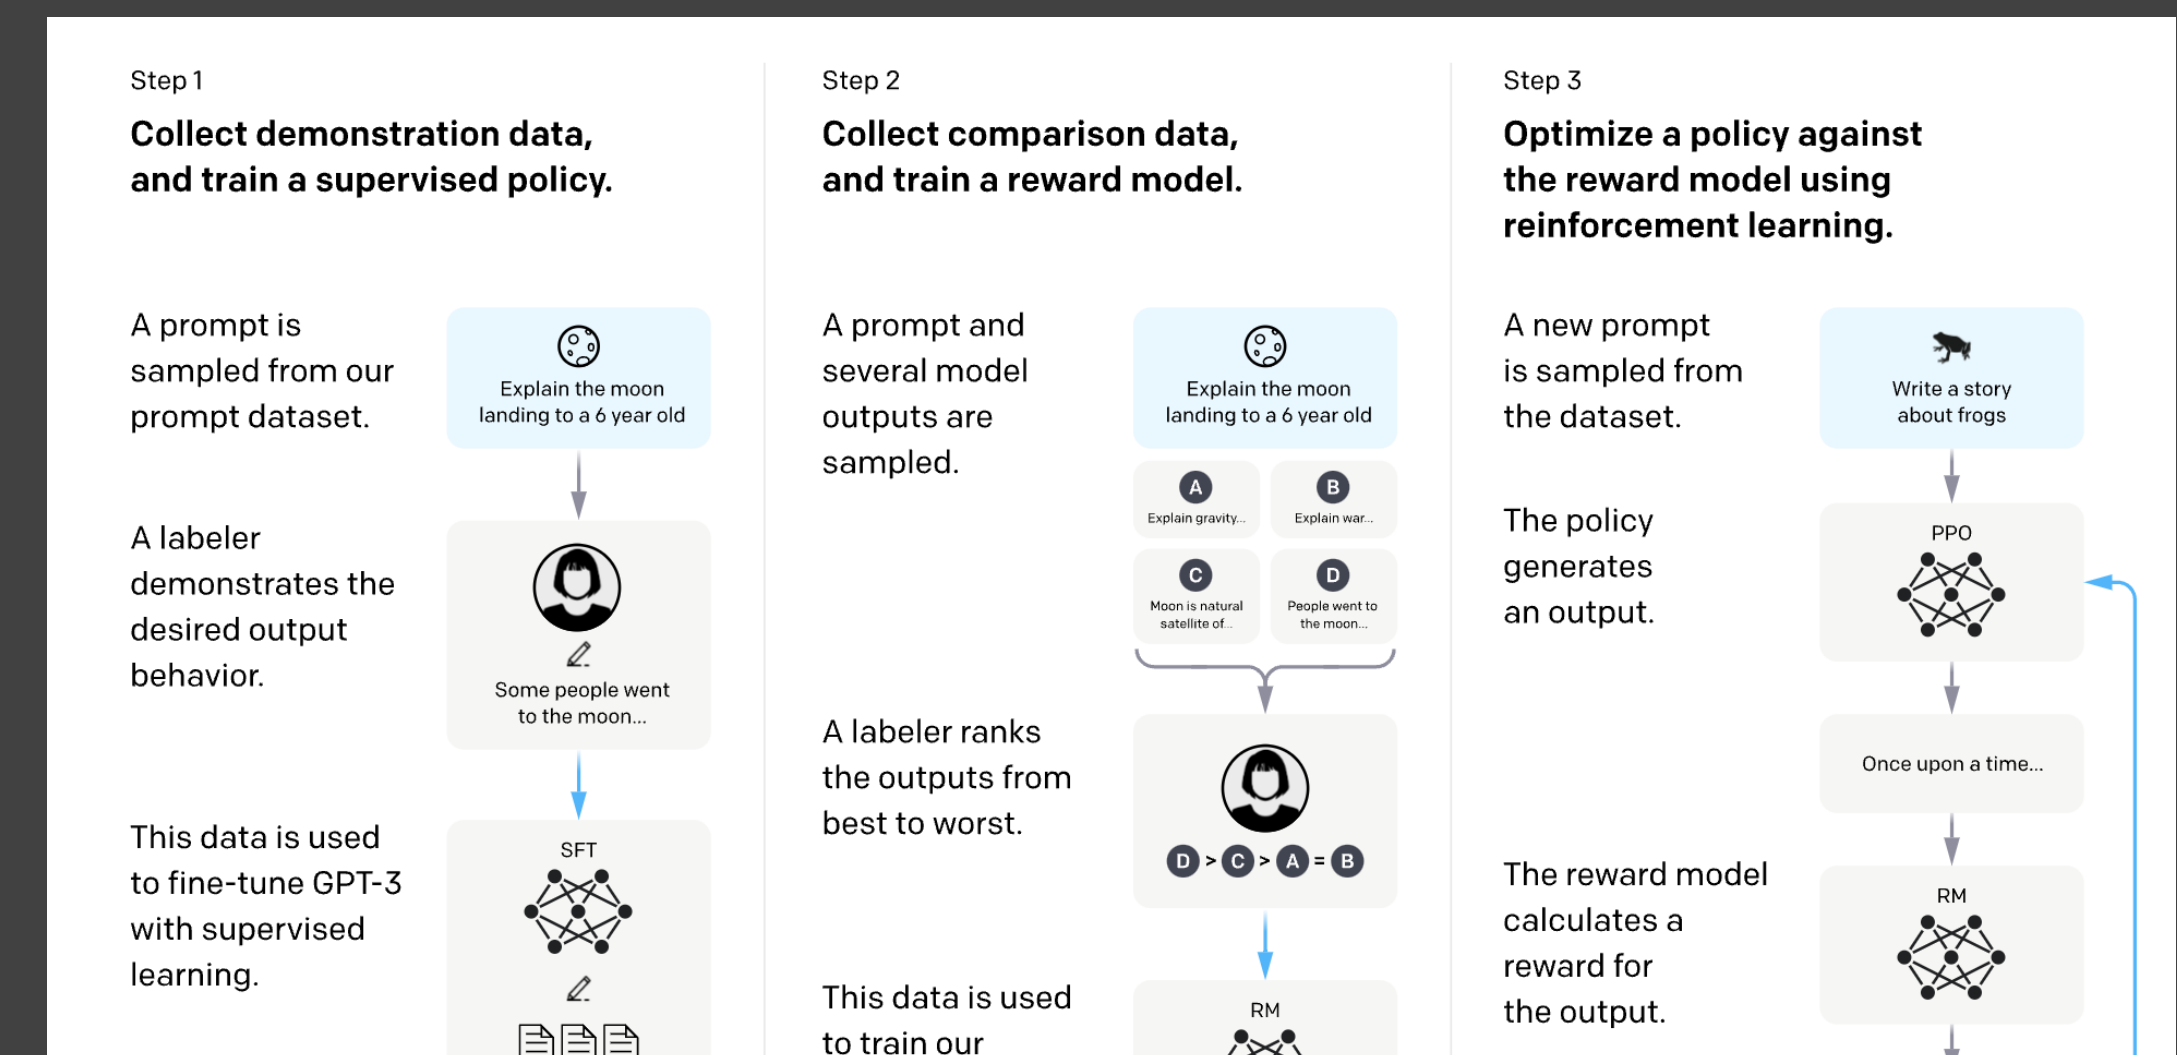 Step 1
Collect demonstration data,
and train a supervised policy.
A prompt is
sampled from our
prompt dataset.
Explain the moon
landing to a 6 year old
A labeler
demonstrates the
desired output
behavior.
Some people went
to the moon...
This data is used
to fine-tune GPT-3
with supervised
learning.
SFT
Step 2
Collect comparison data,
and train a reward model.
A prompt and
several model
outputs are
sampled.
Explain the moon
landing to a 6 year old
A
Explain gravity...
B
Explain war...
C
Moon is natural
satellite of...
D
People went to
the moon...
A labeler ranks
the outputs from
best to worst.
D > C > A = B
This data is used
to train our
RM
Step 3
Optimize a policy against
the reward model using
reinforcement learning.
A new prompt
is sampled from
the dataset.
Write a story
about frogs
The policy
generates
an output.
PPO
Once upon a time...
The reward model
calculates a
reward for
the output.
RM